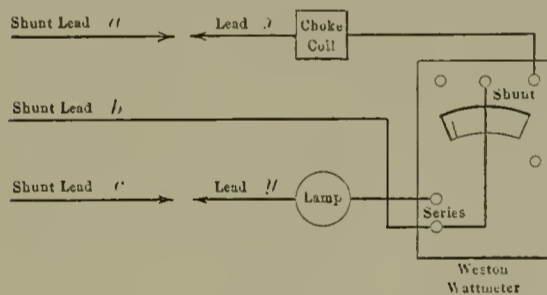 Shunt Lead a
Lead
Choke
Coil
Shunt
Shunt Lead b
Shunt Lead c
Lead y
Lamp
Series
Weston
Wattmeter